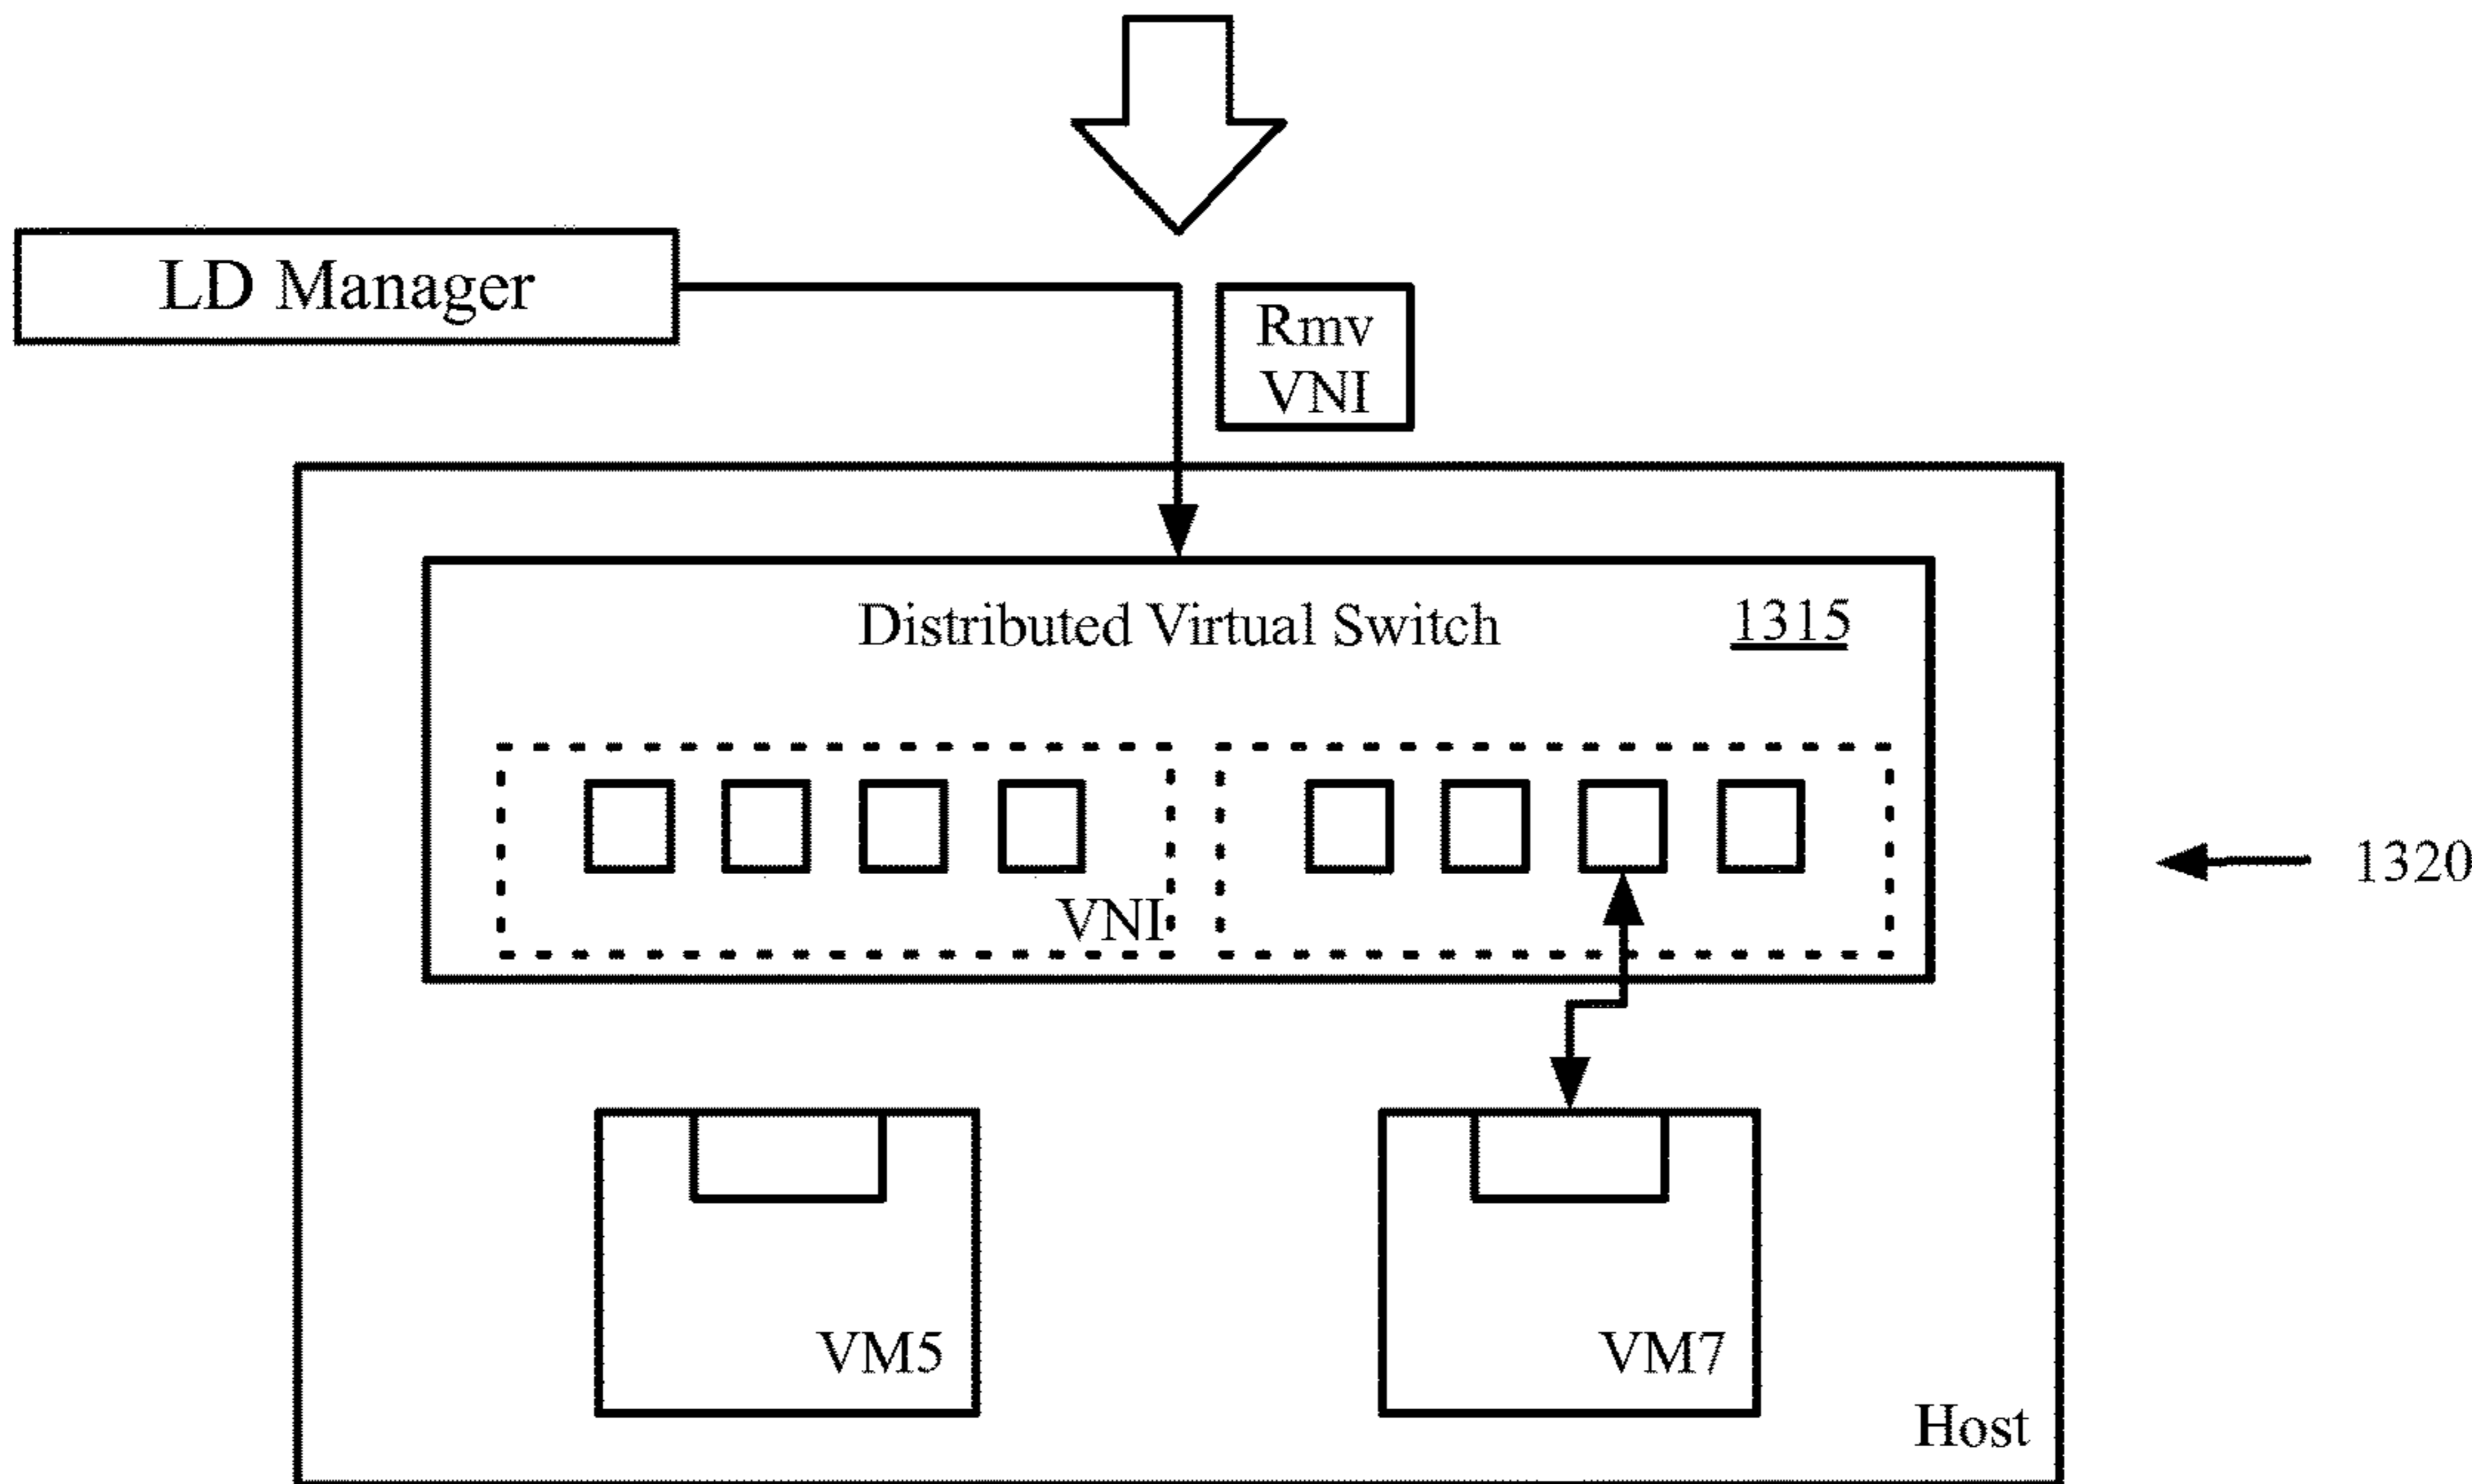 LD Manager
Rmv
VNI
Distributed Virtual Switch
1315
VNI
1320
VM5
VM7
Host